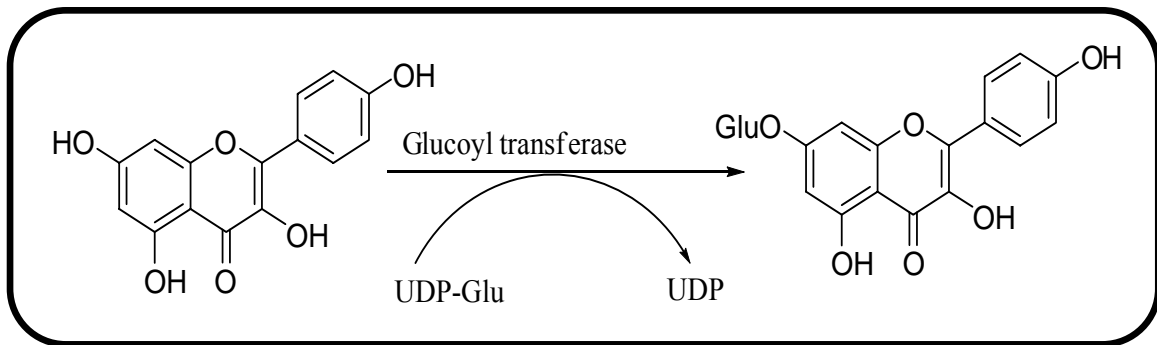 OH
HO
O
OH
OH
O
Glucoyl transferase
UDP-Glu
UDP
OH
GluO
O
OH
OH
O